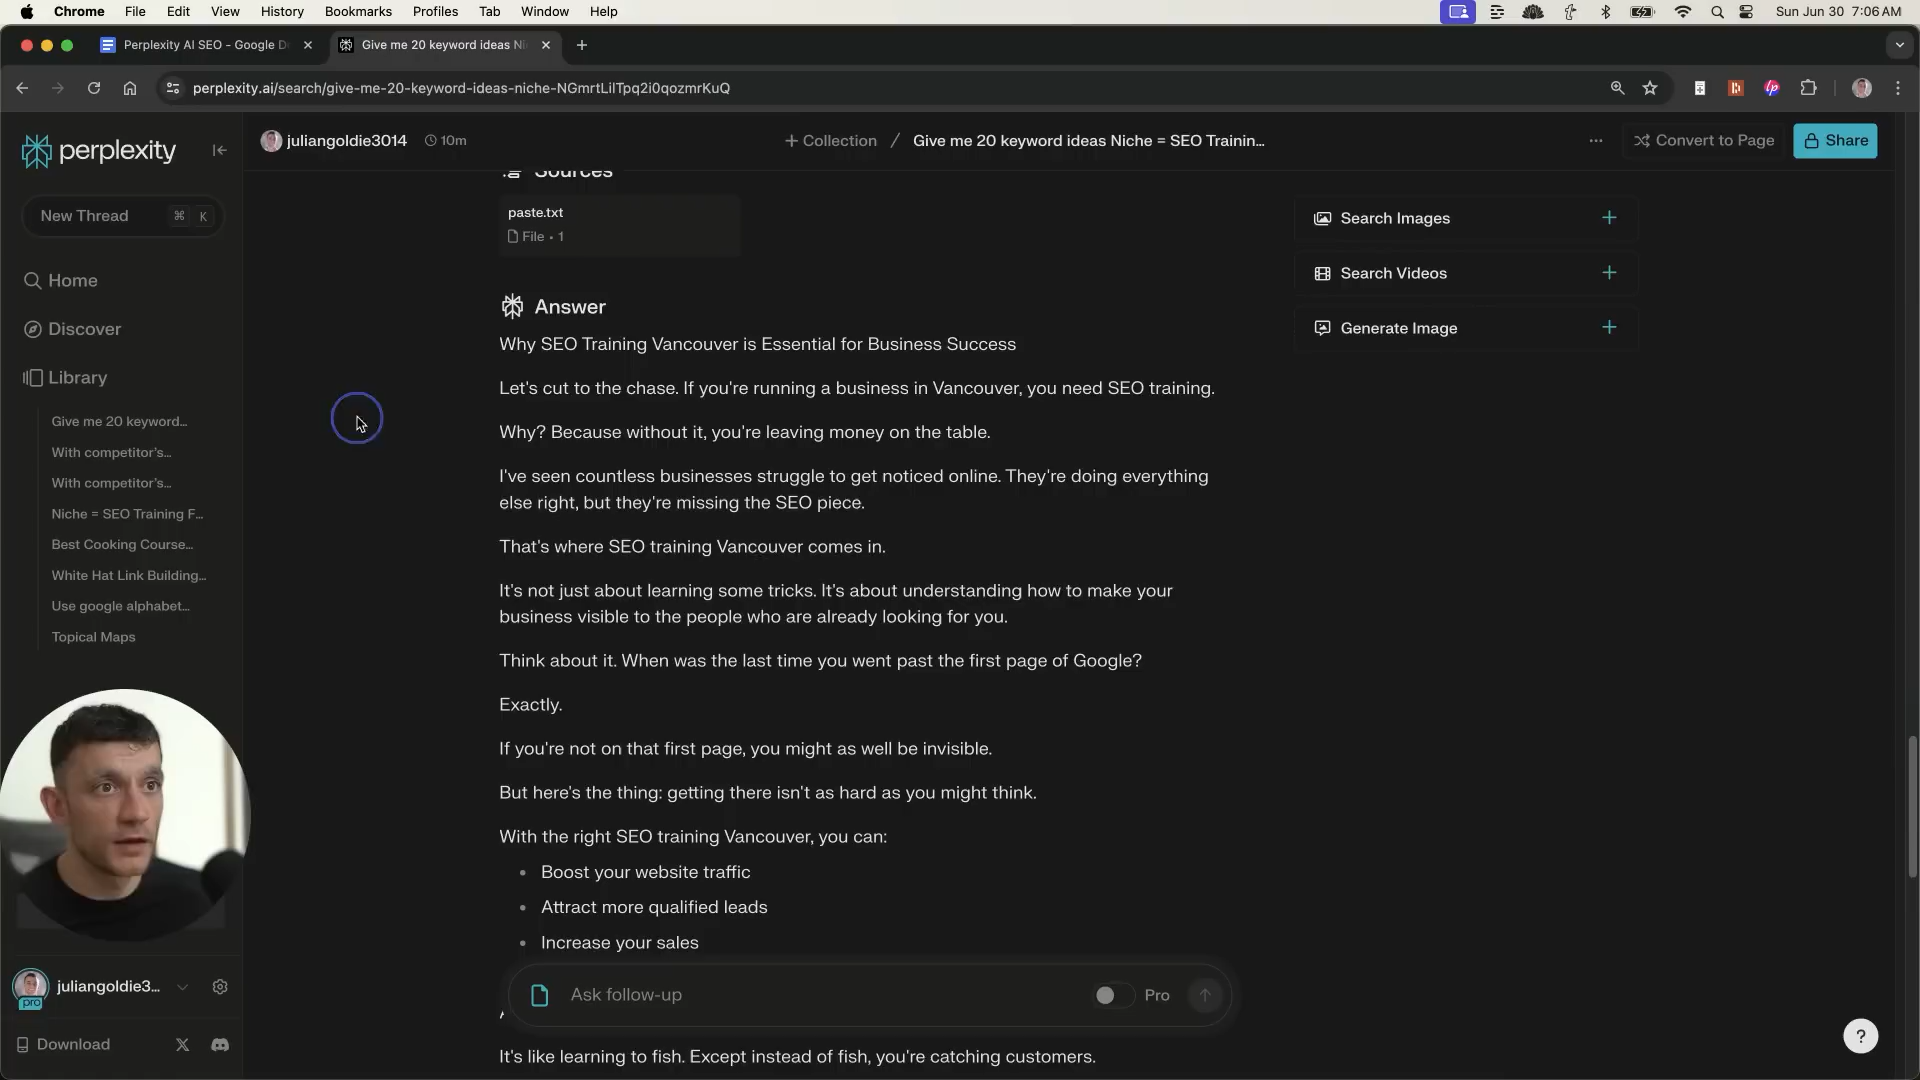 Chrome File Edit View History Bookmarks Profiles Tab Window Help Sun Jun 30 7:06 AM
Perplexity AI SEO - Google D
Give me 20 keyword ideas Ni
perplexity.ai/search/give-me-20-keyword-ideas-niche-NGmrtLiITpq2i0qozmrKuQ
perplexity
juliangoldie3014 10m
+ Collection / Give me 20 keyword ideas Niche = SEO Trainin...
Convert to Page
Share
New Thread ⌘ K
Home
Discover
Library
Give me 20 keyword...
With competitor's...
With competitor's...
Niche = SEO Training F...
Best Cooking Course...
White Hat Link Building...
Use google alphabet...
Topical Maps
pro
juliangoldie3...
Download
Sources
paste.txt
File • 1
Answer
Why SEO Training Vancouver is Essential for Business Success
Let's cut to the chase. If you're running a business in Vancouver, you need SEO training.
Why? Because without it, you're leaving money on the table.
I've seen countless businesses struggle to get noticed online. They're doing everything
else right, but they're missing the SEO piece.
That's where SEO training Vancouver comes in.
It's not just about learning some tricks. It's about understanding how to make your
business visible to the people who are already looking for you.
Think about it. When was the last time you went past the first page of Google?
Exactly.
If you're not on that first page, you might as well be invisible.
But here's the thing: getting there isn't as hard as you might think.
With the right SEO training Vancouver, you can:
• Boost your website traffic
• Attract more qualified leads
• Increase your sales
Ask follow-up
Pro
It's like learning to fish. Except instead of fish, you're catching customers.
Search Images +
Search Videos +
Generate Image +
?